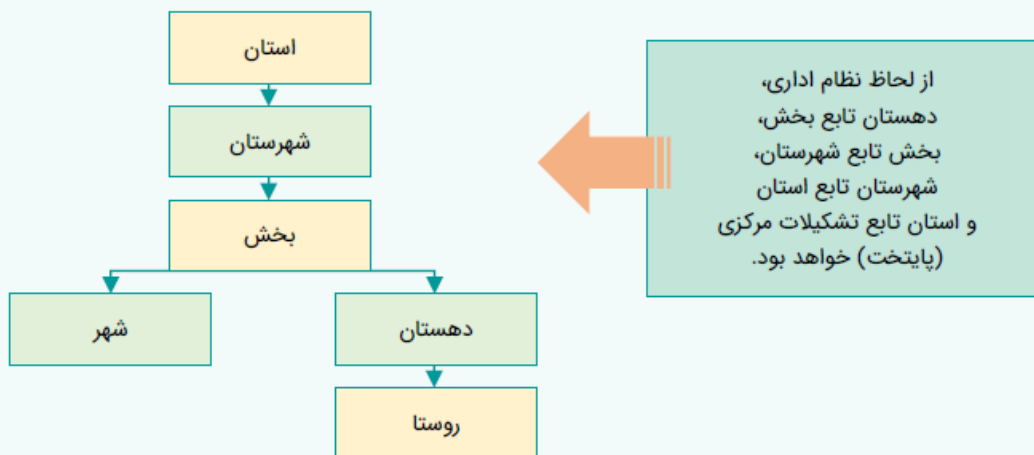 استان
شهرستان
بخش
دهستان
شهر
روستا
از لحاظ نظام اداری،
دهستان تابع بخش،
بخش تابع شهرستان،
شهرستان تابع استان
و استان تابع تشکیلات مرکزی
(پایتخت) خواهد بود.